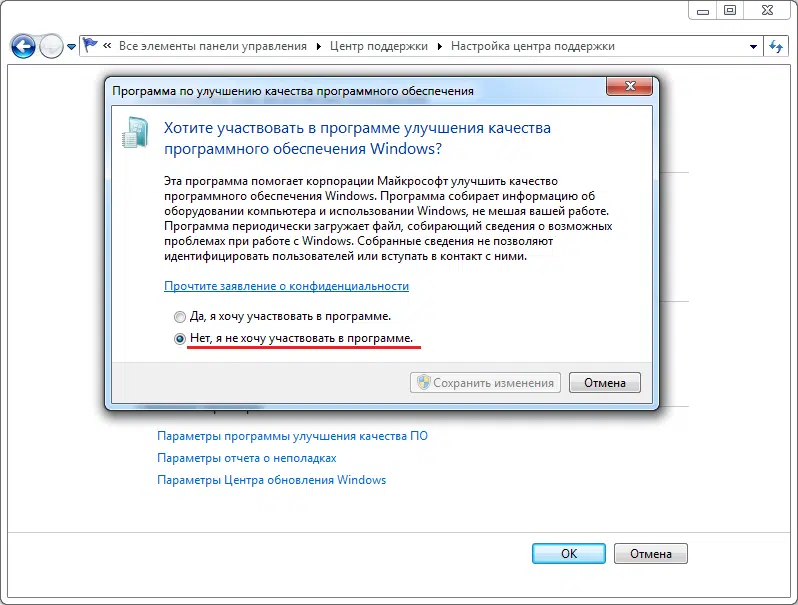 « Все элементы панели управления ▸ Центр поддержки ▸ Настройка центра поддержки
Программа по улучшению качества программного обеспечения
Хотите участвовать в программе улучшения качества
программного обеспечения Windows?
Эта программа помогает корпорации Майкрософт улучшить качество
программного обеспечения Windows. Программа собирает информацию об
оборудовании компьютера и использовании Windows, не мешая вашей работе.
Программа периодически загружает файл, собирающий сведения о возможных
проблемах при работе с Windows. Собранные сведения не позволяют
идентифицировать пользователей или вступать в контакт с ними.
Прочтите заявление о конфиденциальности
Да, я хочу участвовать в программе.
Нет, я не хочу участвовать в программе.
Сохранить изменения
Отмена
Параметры программы улучшения качества ПО
Параметры отчета о неполадках
Параметры Центра обновления Windows
OK
Отмена